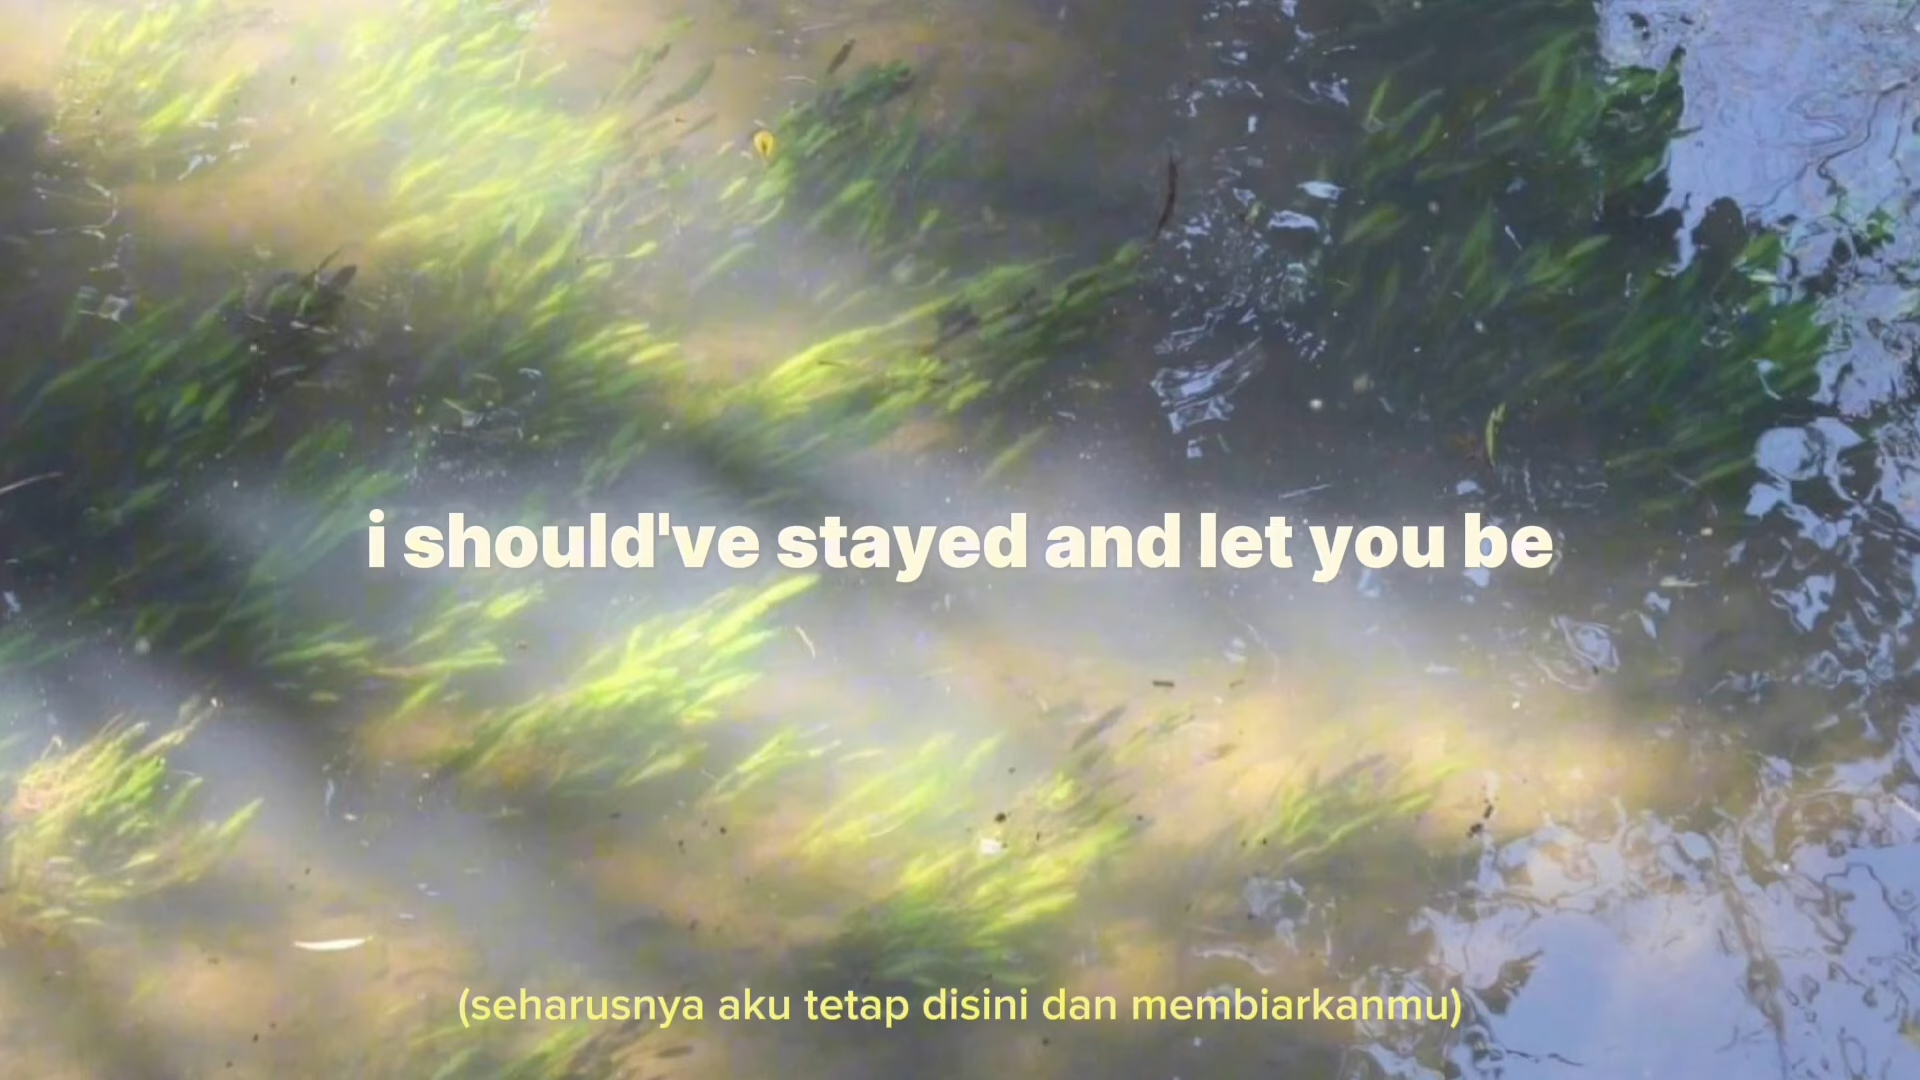 i should've stayed and let you be
(seharusnya aku tetap disini dan membiarkanmu)